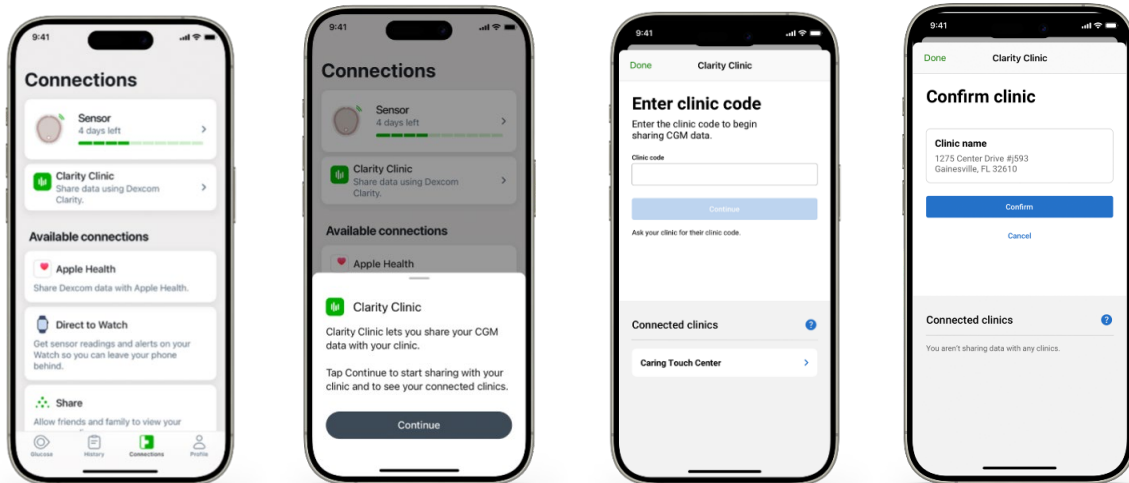 9:41
Connections
Sensor
4 days left
Clarity Clinic
Share data using Dexcom
Clarity.
Available connections
Apple Health
Share Dexcom data with Apple Health.
Direct to Watch
Get sensor readings and alerts on your
Watch so you can leave your phone
behind.
Share
Allow friends and family to view your
Glucose
History
Connections
Profile
9:41
Connections
Sensor
4 days left
Clarity Clinic
Share data using Dexcom
Clarity.
Available connections
Apple Health
Clarity Clinic
Clarity Clinic lets you share your CGM
data with your clinic.
Tap Continue to start sharing with your
clinic and to see your connected clinics.
Continue
9:41
Done Clarity Clinic
Enter clinic code
Enter the clinic code to begin
sharing CGM data.
Clinic code
Continue
Ask your clinic for their clinic code.
Connected clinics ?
Caring Touch Center
9:41
Done Clarity Clinic
Confirm clinic
Clinic name
1275 Center Drive #j593
Gainesville, FL 32610
Confirm
Cancel
Connected clinics ?
You aren't sharing data with any clinics.